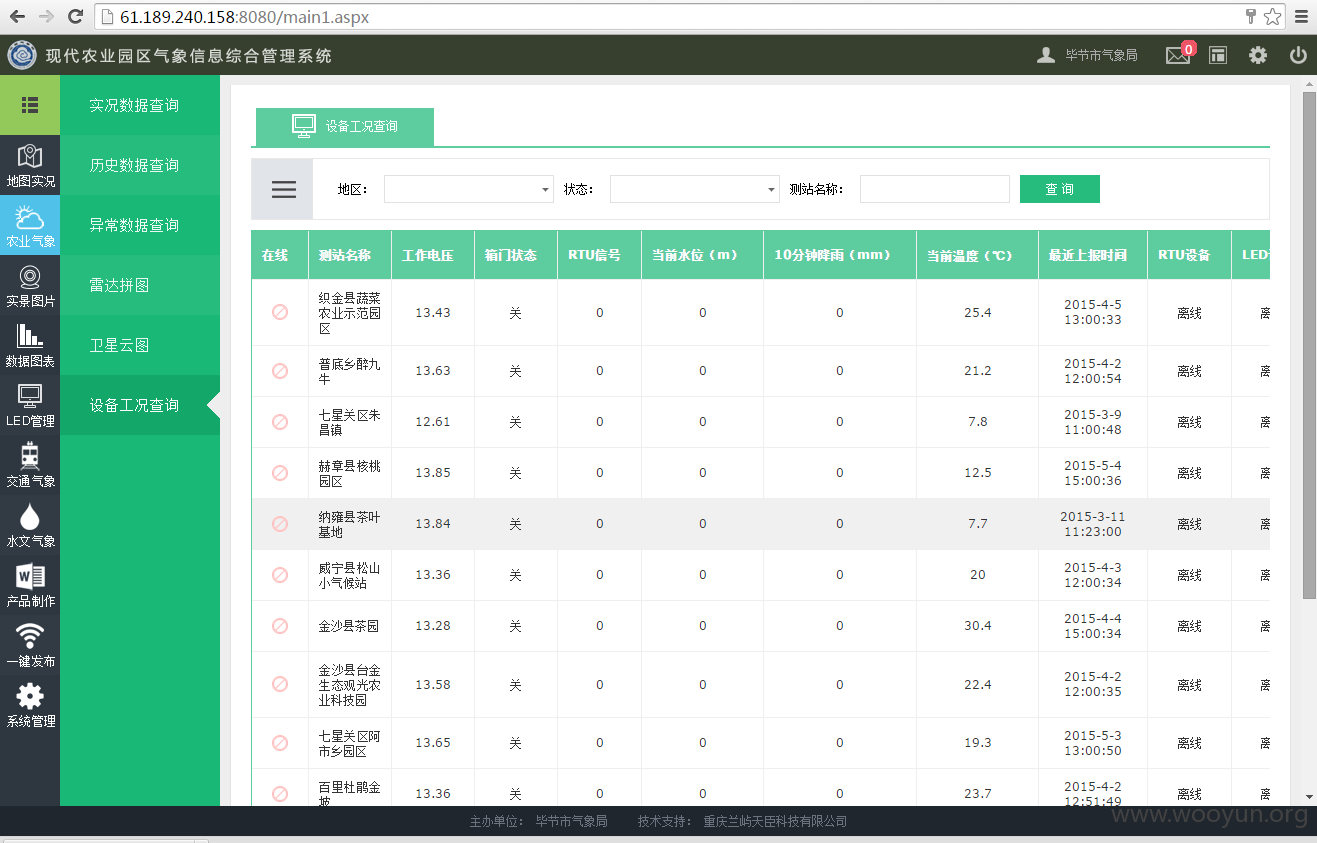 61.189.240.158:8080/main1.aspx
现代农业园区气象信息综合管理系统
毕节市气象局
0
地图实况
农业气象
实景图片
数据图表
LED管理
交通气象
水文气象
产品制作
一键发布
系统管理
实况数据查询
历史数据查询
异常数据查询
雷达拼图
卫星云图
设备工况查询
设备工况查询
地区： 状态： 测站名称： 查 询
在线 测站名称 工作电压 箱门状态 RTU信号 当前水位（m） 10分钟降雨（mm） 当前温度（℃） 最近上报时间 RTU设备 LED
织金县蔬菜
农业示范园
区
13.43 关 0 0 0 25.4 2015-4-5
13:00:33
离线 离
普底乡醉九
牛
13.63 关 0 0 0 21.2 2015-4-2
12:00:54
离线 离
七星关区朱
昌镇
12.61 关 0 0 0 7.8 2015-3-9
11:00:48
离线 离
赫章县核桃
园区
13.85 关 0 0 0 12.5 2015-5-4
15:00:36
离线 离
纳雍县茶叶
基地
13.84 关 0 0 0 7.7 2015-3-11
11:23:00
离线 离
威宁县松山
小气候站
13.36 关 0 0 0 20 2015-4-3
12:00:34
离线 离
金沙县茶园 13.28 关 0 0 0 30.4 2015-4-4
15:00:34
离线 离
金沙县台金
生态观光农
业科技园
13.58 关 0 0 0 22.4 2015-4-2
12:00:35
离线 离
七星关区阿
市乡园区
13.65 关 0 0 0 19.3 2015-5-3
13:00:50
离线 离
百里杜鹃金
坡
13.36 关 0 0 0 23.7 2015-4-2
12:51:49
离线 离
主办单位： 毕节市气象局 技术支持： 重庆兰屿天臣科技有限公司
www.wooyun.org